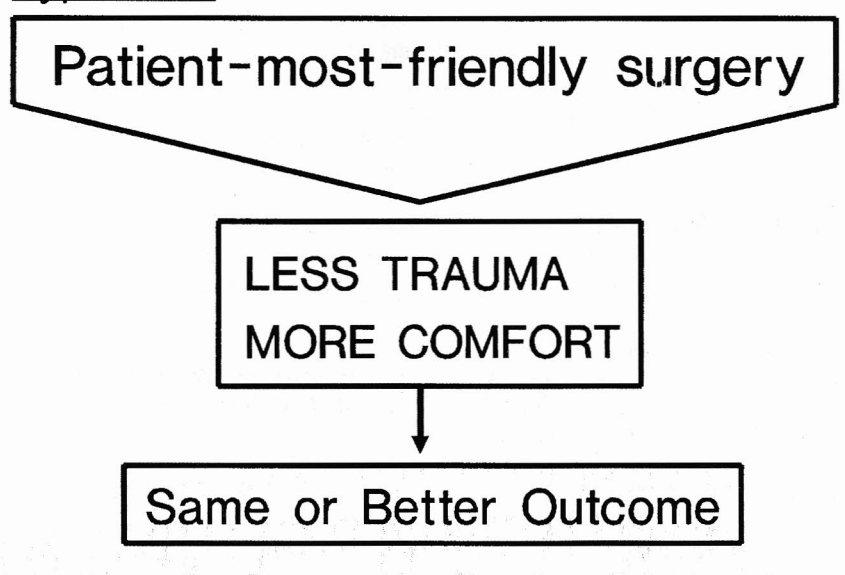 Patient-most-friendly surgery
LESS TRAUMA
MORE COMFORT
Same or Better Outcome